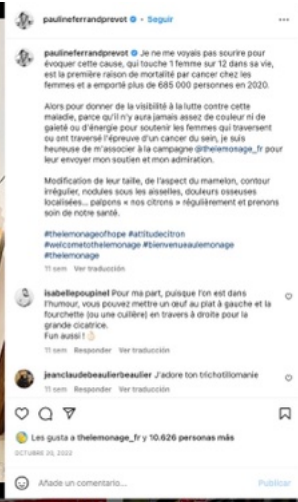 paulineferrandprevot • Seguir
paulineferrandprevot Je ne me voyais pas sourire pour
évoquer cette cause, qui touche 1 femme sur 12 dans sa vie,
est la première raison de mortalité par cancer chez les
femmes et a emporté plus de 685 000 personnes en 2020.
Alors pour donner de la visibilité à la lutte contre cette
maladie, parce qu'il n'y aura jamais assez de couleur ni de
gaieté ou d'énergie pour soutenir les femmes qui traversent
ou ont traversé l'épreuve d'un cancer du sein, je suis
heureuse de m'associer à la campagne @thelemonage_fr pour
leur envoyer mon soutien et mon admiration.
Modification de leur taille, de l'aspect du mamelon, contour
irrégulier, nodules sous les aisselles, douleurs osseuses
localisées... palpons « nos citrons » régulièrement et prenons
soin de notre santé.
#thelemonageofhope #attitudecitron
#welcometothelemonage #bienvenueaulemonage
#thelemonage
11 sem Ver traducción
isabellepoupinel Pour ma part, puisque l'on est dans
l'humour, vous pouvez mettre un œuf au plat à gauche et la
fourchette (ou une cuillère) en travers à droite pour la
grande cicatrice.
Fun aussi ! 👌
11 sem Responder Ver traducción
jeanclaudebeaulierbeaulier J'adore ton trichotillomanie
11 sem Responder Ver traducción
Les gusta a thelemonage_fr y 10.626 personas más
OCTUBRE 20, 2022
Añade un comentario...
Publicar